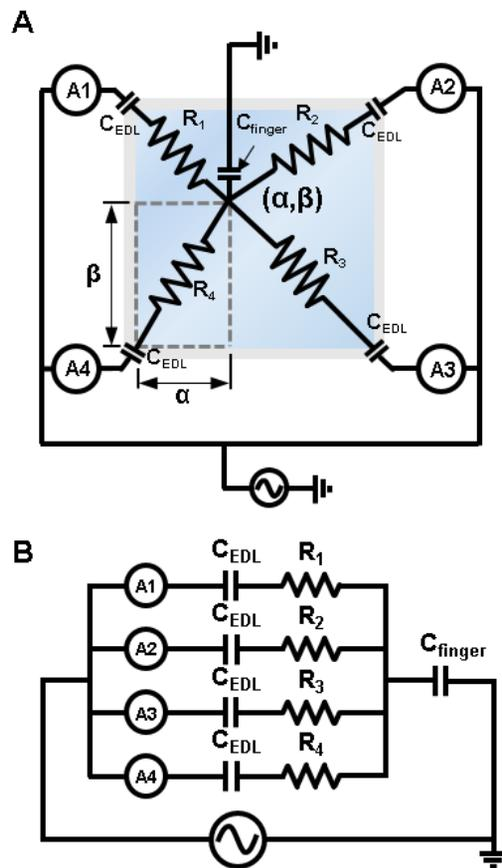 A
A1
A2
C_EDL
R_1
C_finger
R_2
C_EDL
(α,β)
β
R_4
R_3
C_EDL
C_EDL
A4
A3
α
B
C_EDL R_1
A1
C_EDL R_2
A2
C_finger
C_EDL R_3
A3
C_EDL R_4
A4